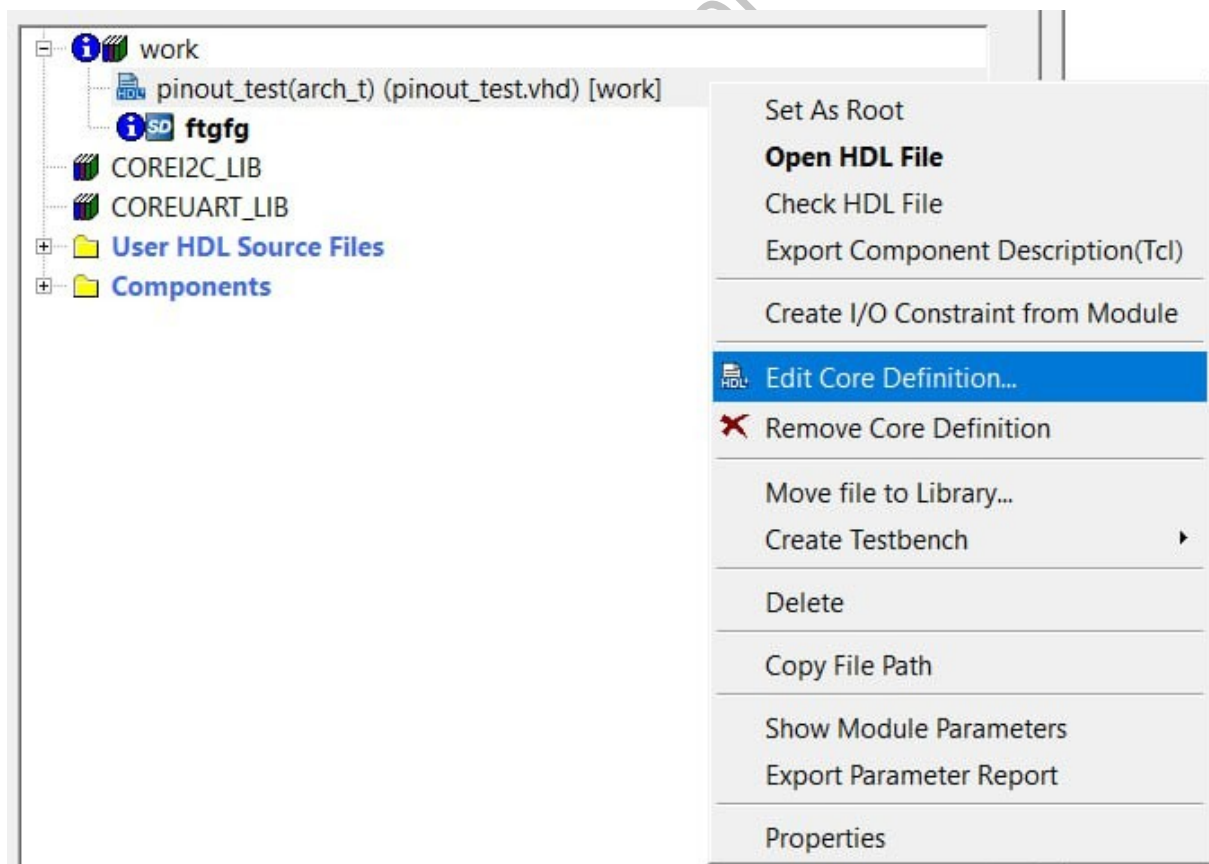 work
pinout_test(arch_t) (pinout_test.vhd) [work]
ftgfg
COREI2C_LIB
COREUART_LIB
User HDL Source Files
Components
Set As Root
Open HDL File
Check HDL File
Export Component Description(Tcl)
Create I/O Constraint from Module
Edit Core Definition...
Remove Core Definition
Move file to Library...
Create Testbench
Delete
Copy File Path
Show Module Parameters
Export Parameter Report
Properties